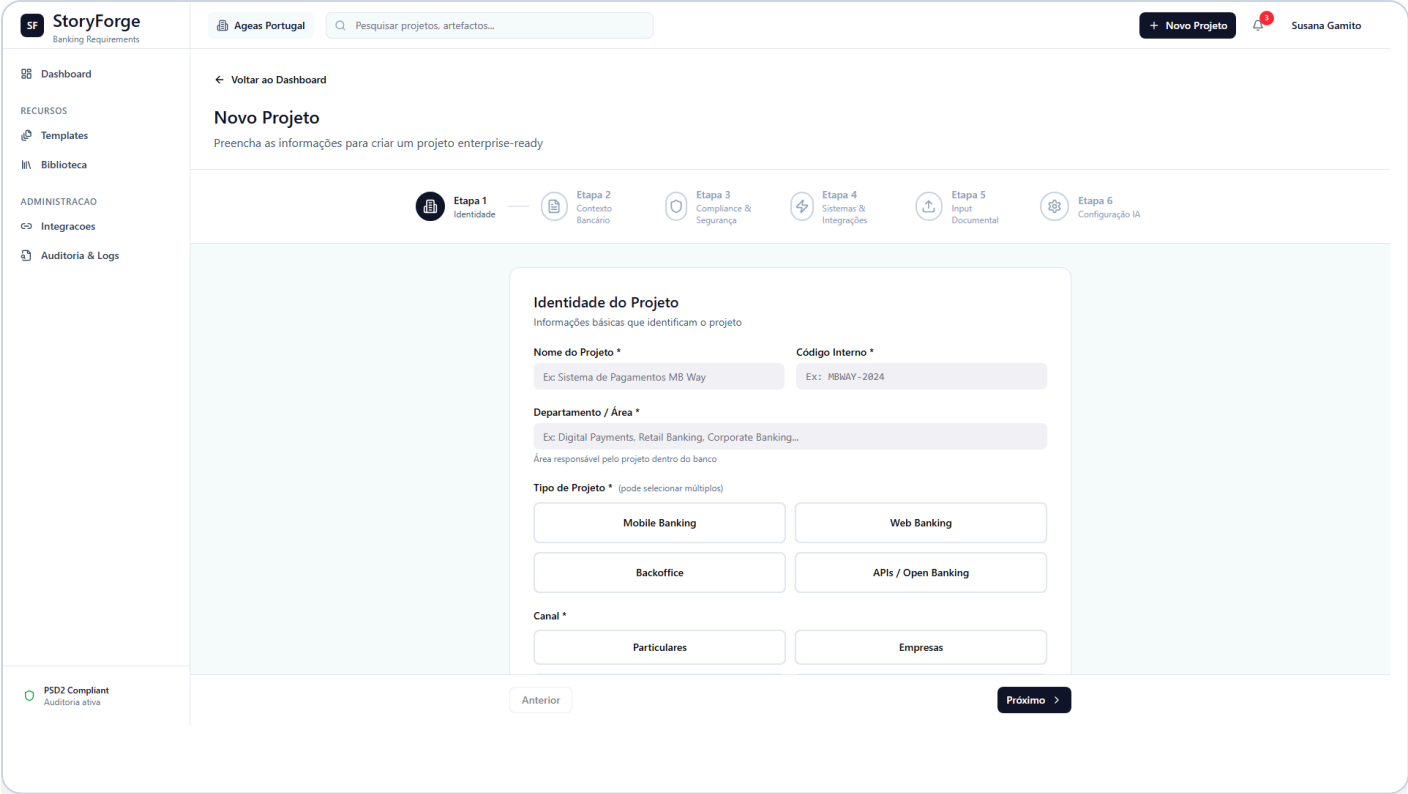 SF
StoryForge
Banking Requirements
Ageas Portugal
Pesquisar projetos, artefactos...
+ Novo Projeto
3
Susana Gamito
Dashboard
RECURSOS
Templates
Biblioteca
ADMINISTRACAO
Integracoes
Auditoria & Logs
PSD2 Compliant
Auditoria ativa
← Voltar ao Dashboard
Novo Projeto
Preencha as informações para criar um projeto enterprise-ready
Etapa 1
Identidade
Etapa 2
Contexto
Bancário
Etapa 3
Compliance &
Segurança
Etapa 4
Sistemas &
Integrações
Etapa 5
Input
Documental
Etapa 6
Configuração IA
Identidade do Projeto
Informações básicas que identificam o projeto
Nome do Projeto *
Ex: Sistema de Pagamentos MB Way
Código Interno *
Ex: MBWAY-2024
Departamento / Área *
Ex: Digital Payments, Retail Banking, Corporate Banking...
Área responsável pelo projeto dentro do banco
Tipo de Projeto * (pode selecionar múltiplos)
Mobile Banking
Web Banking
Backoffice
APIs / Open Banking
Canal *
Particulares
Empresas
Anterior
Próximo